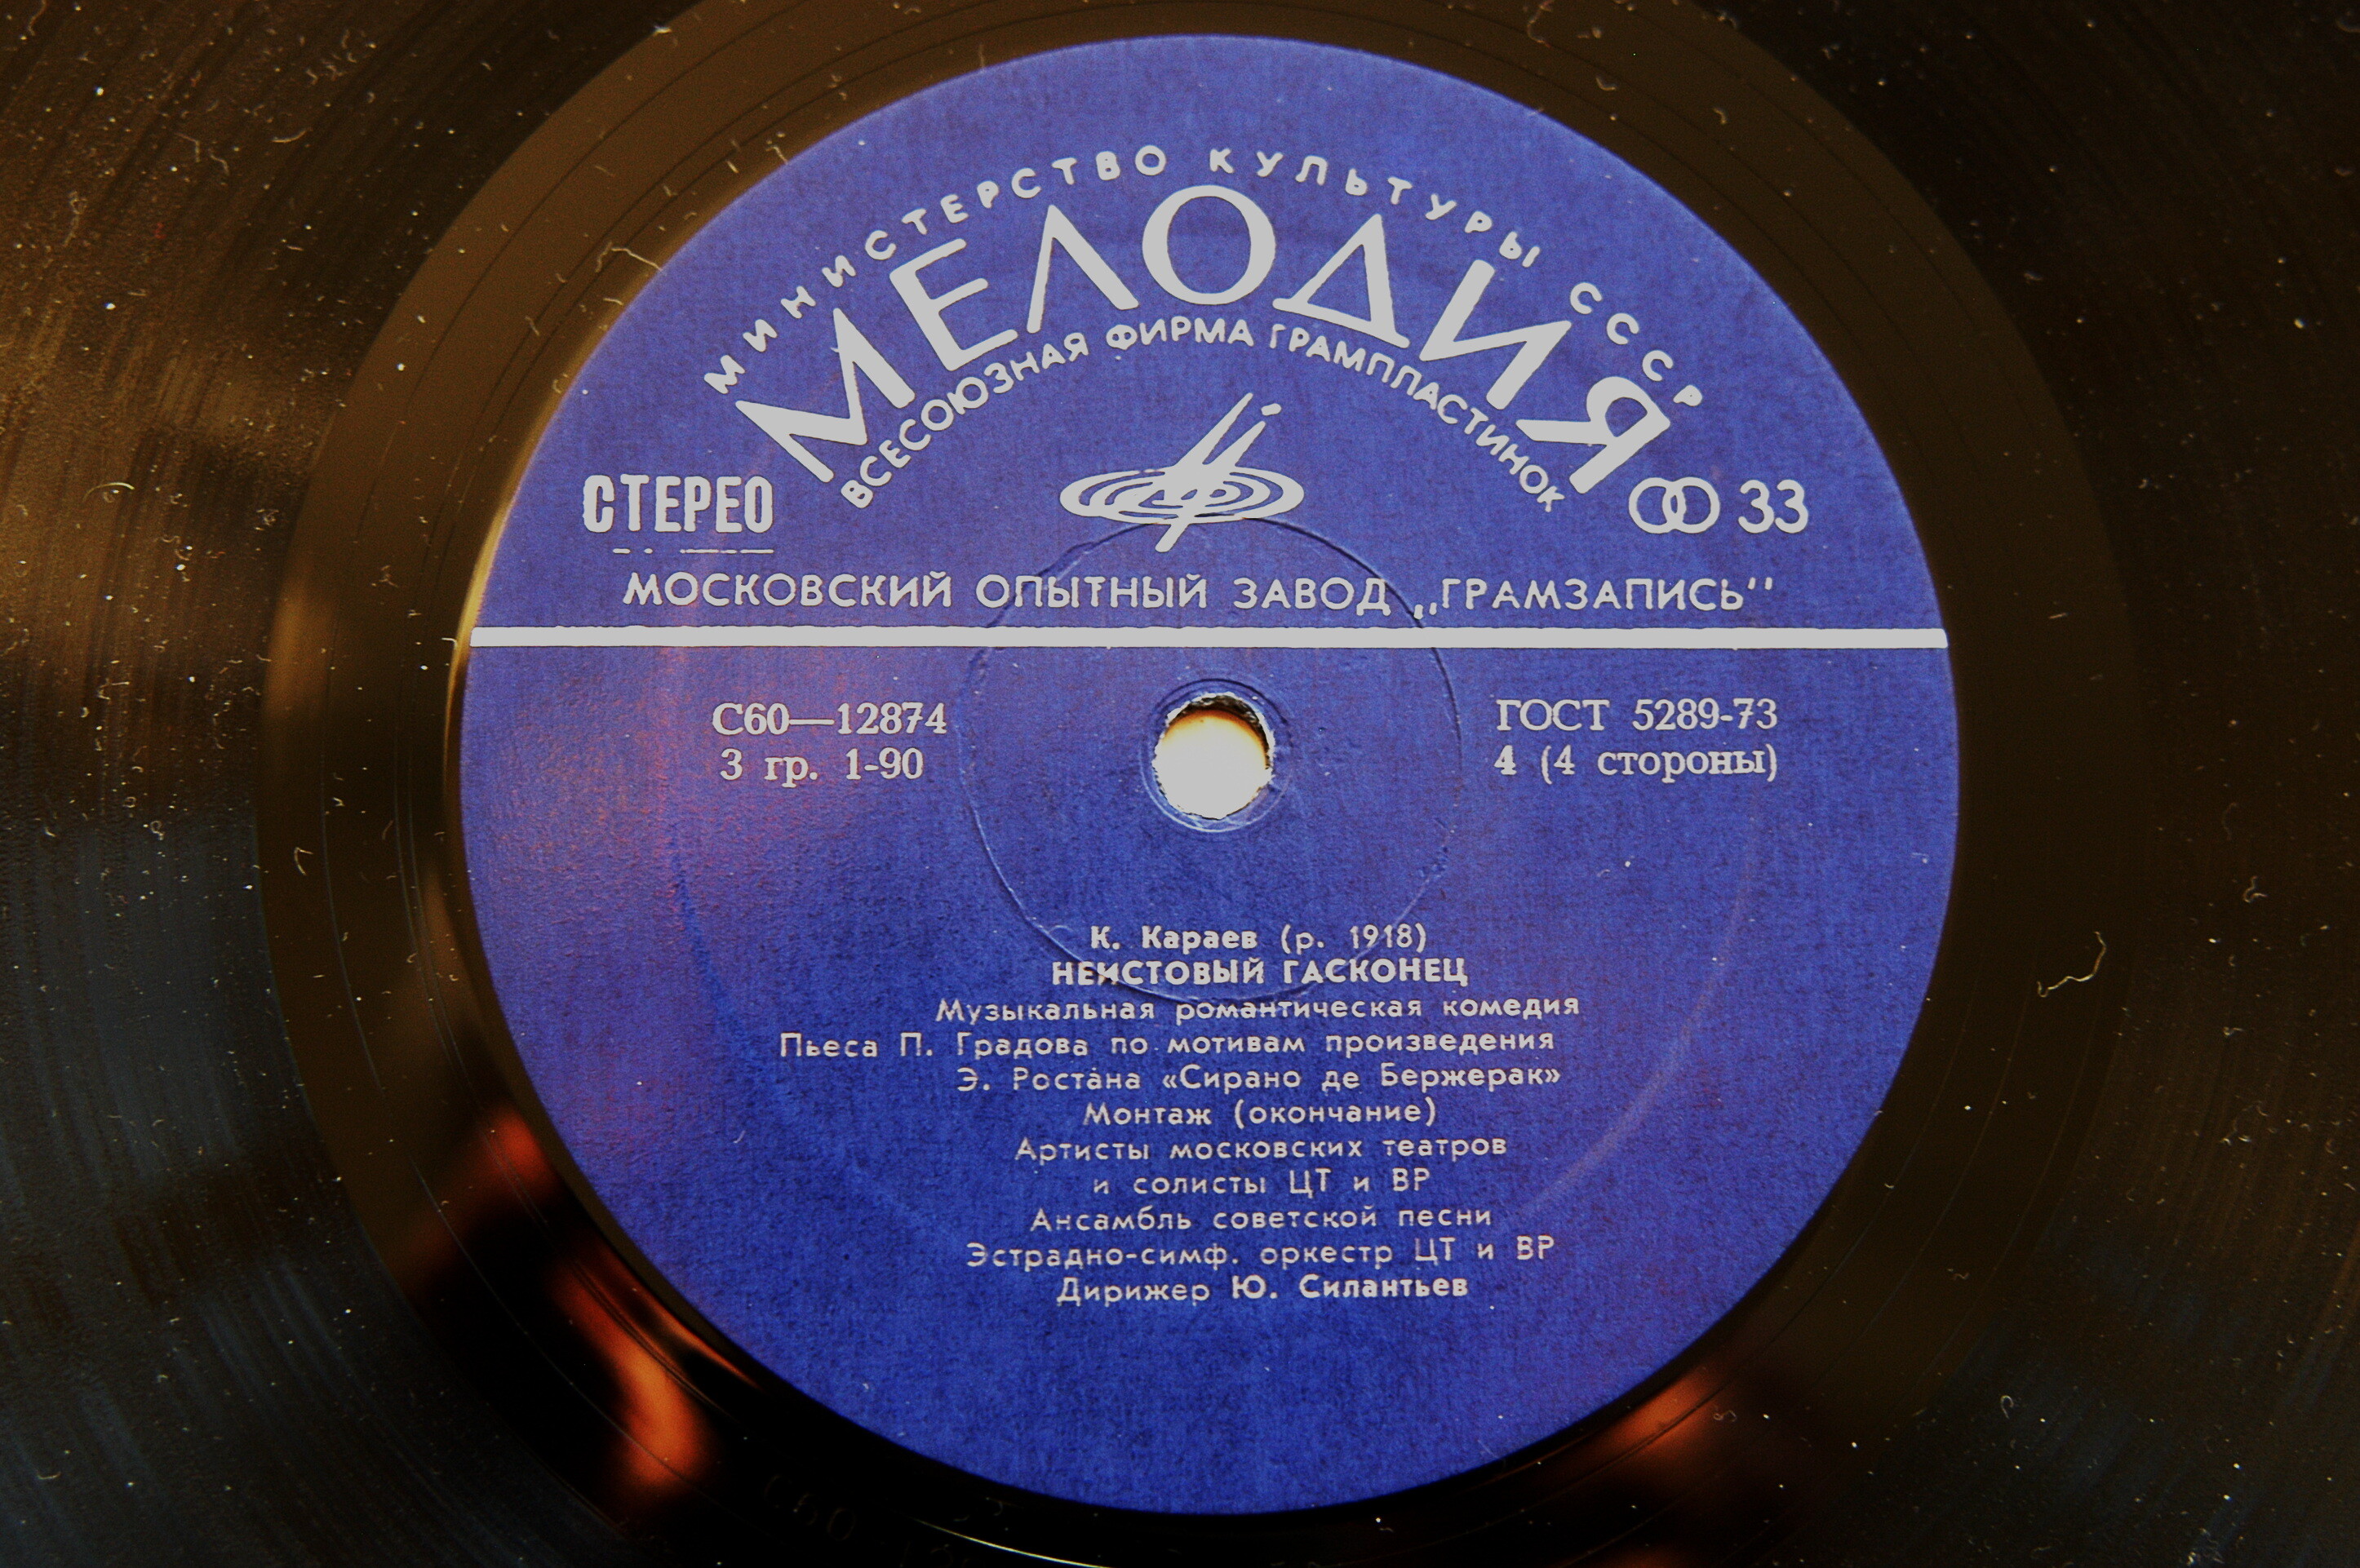 МИНИСТЕРСТВО КУЛЬТУРЫ СССР
МЕЛОДИЯ
ВСЕСОЮЗНАЯ ФИРМА ГРАМПЛАСТИНОК
СТЕРЕО
33
МОСКОВСКИЙ ОПЫТНЫЙ ЗАВОД „ГРАМЗАПИСЬ"
С60—12874
3 гр. 1-90
ГОСТ 5289-73
4 (4 стороны)
К. Караев (р. 1918)
НЕИСТОВЫЙ ГАСКОНЕЦ
Музыкальная романтическая комедия
Пьеса П. Градова по мотивам произведения
Э. Ростана «Сирано де Бержерак»
Монтаж (окончание)
Артисты московских театров
и солисты ЦТ и ВР
Ансамбль советской песни
Эстрадно-симф. оркестр ЦТ и ВР
Дирижер Ю. Силантьев